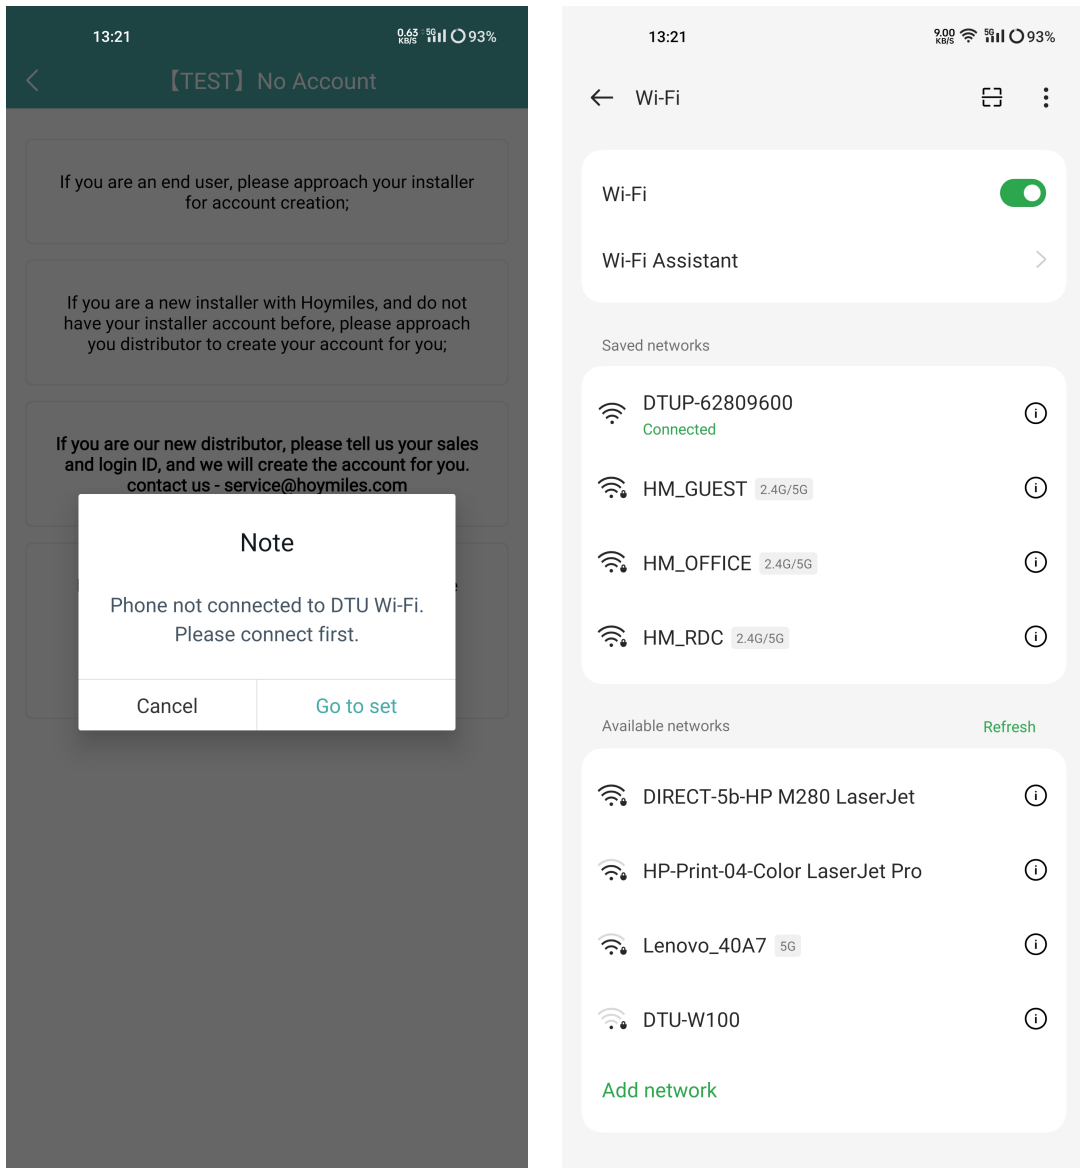 13:21
0.63 KB/S 5G 93%
【TEST】No Account
If you are an end user, please approach your installer
for account creation;
If you are a new installer with Hoymiles, and do not
have your installer account before, please approach
you distributor to create your account for you;
If you are our new distributor, please tell us your sales
and login ID, and we will create the account for you.
contact us - service@hoymiles.com
Note
Phone not connected to DTU Wi-Fi.
Please connect first.
Cancel
Go to set
13:21
9.00 KB/S 5G 93%
Wi-Fi
Wi-Fi
Wi-Fi Assistant
Saved networks
DTUP-62809600
Connected
HM_GUEST 2.4G/5G
HM_OFFICE 2.4G/5G
HM_RDC 2.4G/5G
Available networks
Refresh
DIRECT-5b-HP M280 LaserJet
HP-Print-04-Color LaserJet Pro
Lenovo_40A7 5G
DTU-W100
Add network